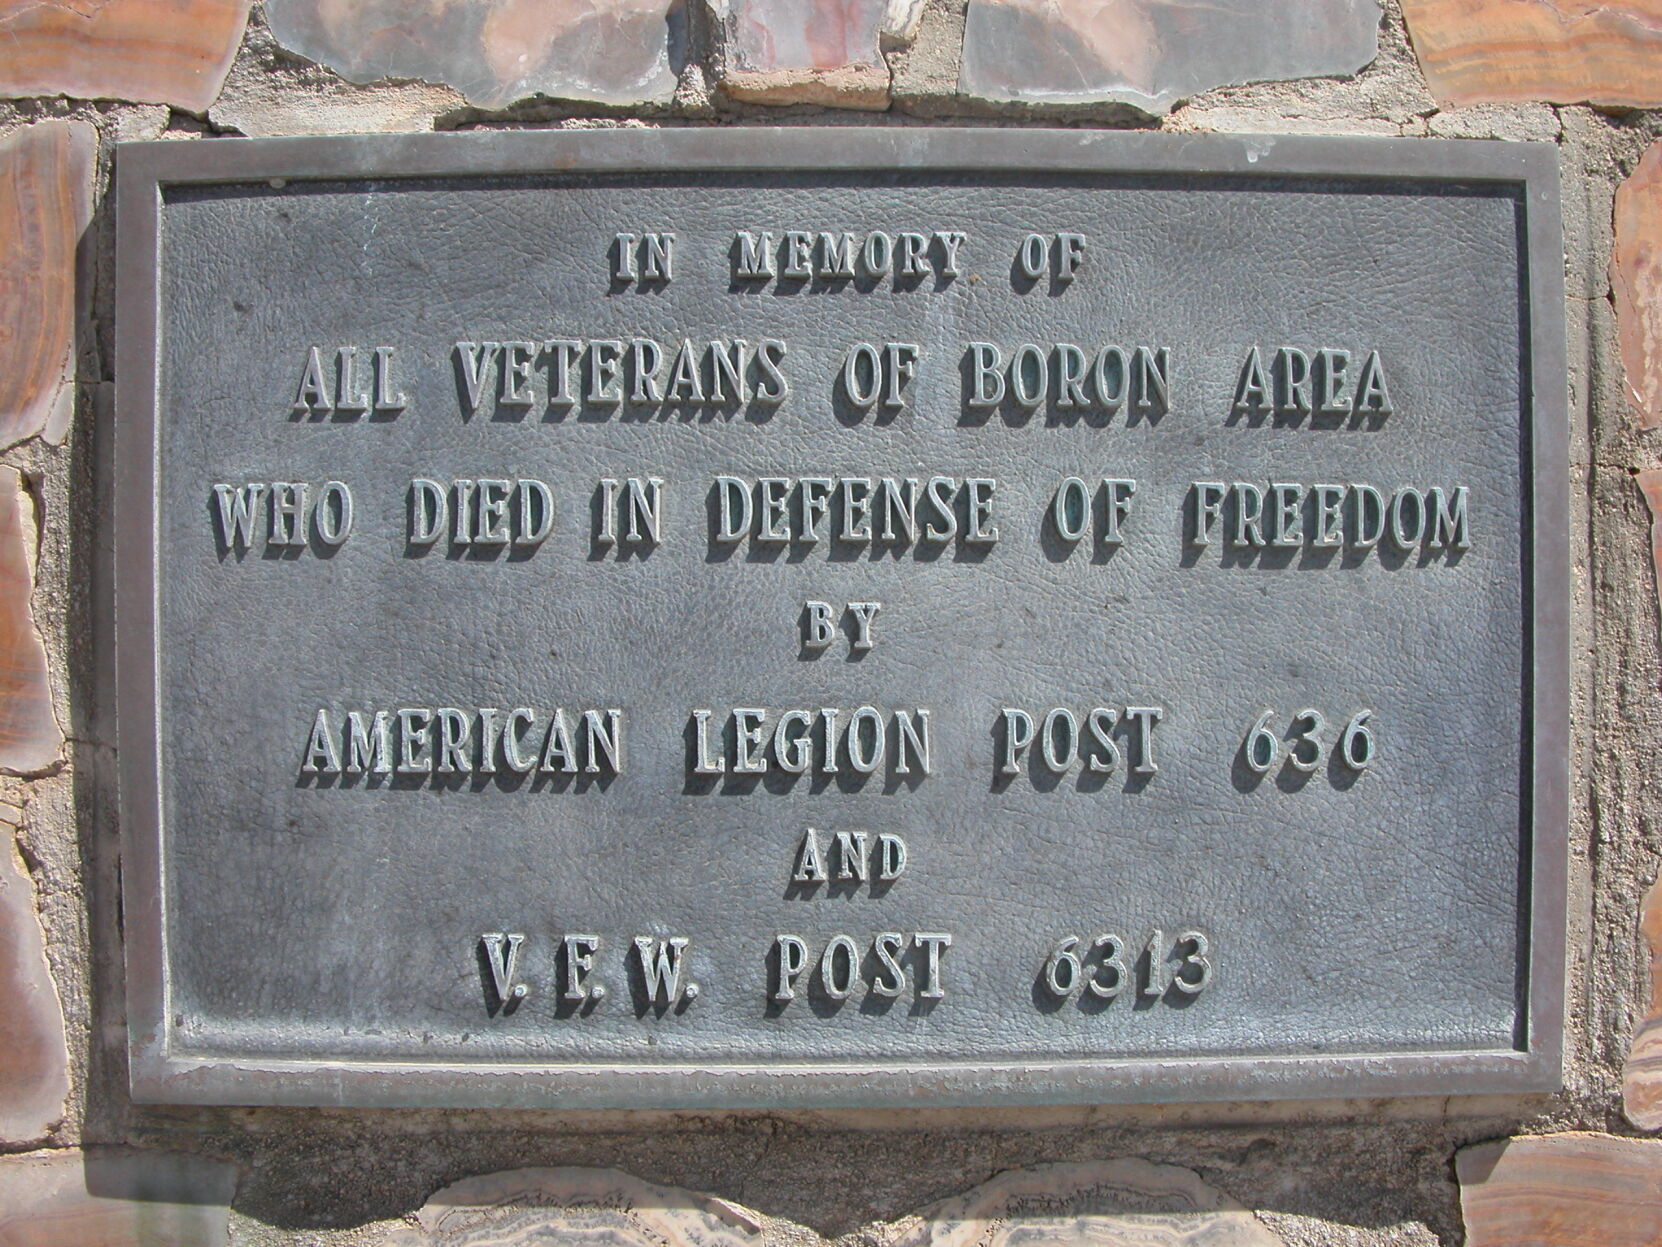 IN MEMORY OF
ALL VETERANS OF BORON AREA
WHO DIED IN DEFENSE OF FREEDOM
BY
AMERICAN LEGION POST 636
AND
V. F. W. POST 6313